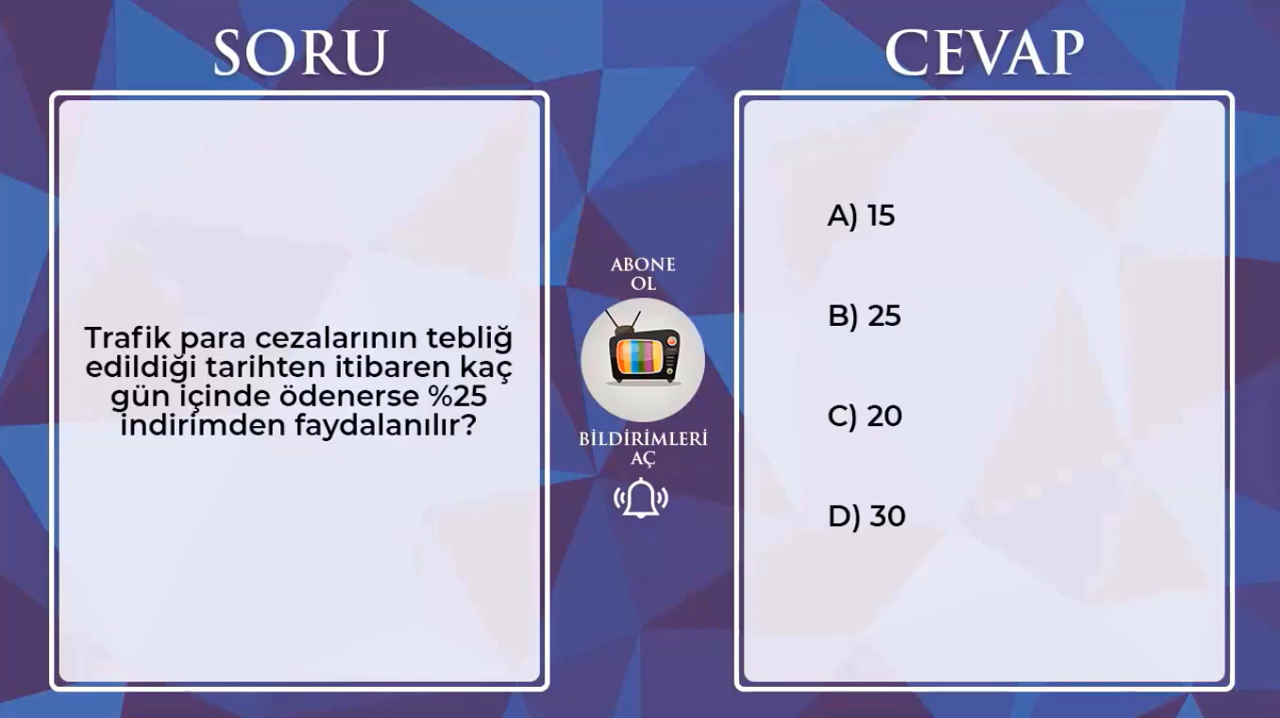 SORU
Trafik para cezalarının tebliğ
edildiği tarihten itibaren kaç
gün içinde ödenerse %25
indirimden faydalanılır?
ABONE
OL
BİLDİRİMLERİ
AÇ
CEVAP
A) 15
B) 25
C) 20
D) 30